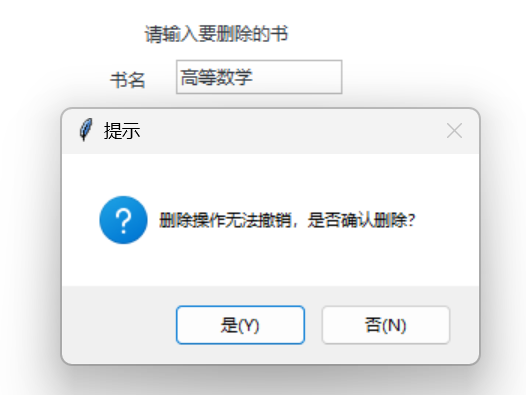 请输入要删除的书
书名 高等数学
提示
删除操作无法撤销，是否确认删除？
是(Y) 否(N)